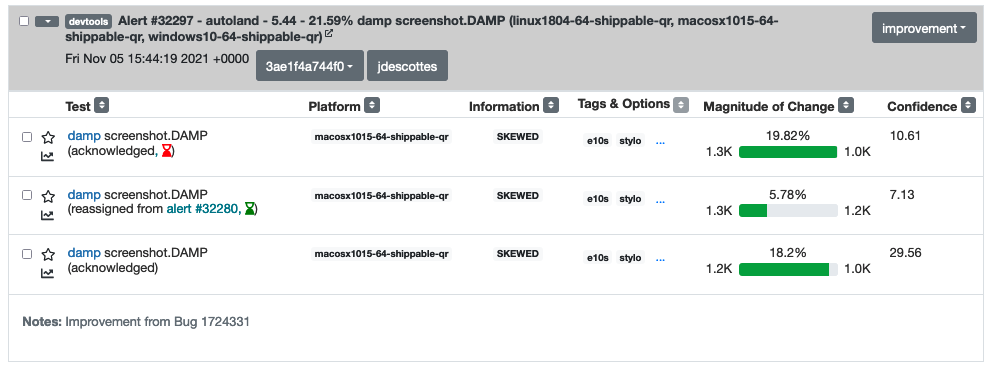 devtools Alert #32297 - autoland - 5.44 - 21.59% damp screenshot.DAMP (linux1804-64-shippable-qr, macosx1015-64-
shippable-qr, windows10-64-shippable-qr)
improvement
Fri Nov 05 15:44:19 2021 +0000 3ae1f4a744f0 jdescottes
Test Platform Information Tags & Options Magnitude of Change Confidence
damp screenshot.DAMP macosx1015-64-shippable-qr SKEWED e10s stylo ... 19.82% 10.61
(acknowledged, ) 1.3K 1.0K
damp screenshot.DAMP macosx1015-64-shippable-qr SKEWED e10s stylo ... 5.78% 7.13
(reassigned from alert #32280, ) 1.3K 1.2K
damp screenshot.DAMP macosx1015-64-shippable-qr SKEWED e10s stylo ... 18.2% 29.56
(acknowledged) 1.2K 1.0K
Notes: Improvement from Bug 1724331